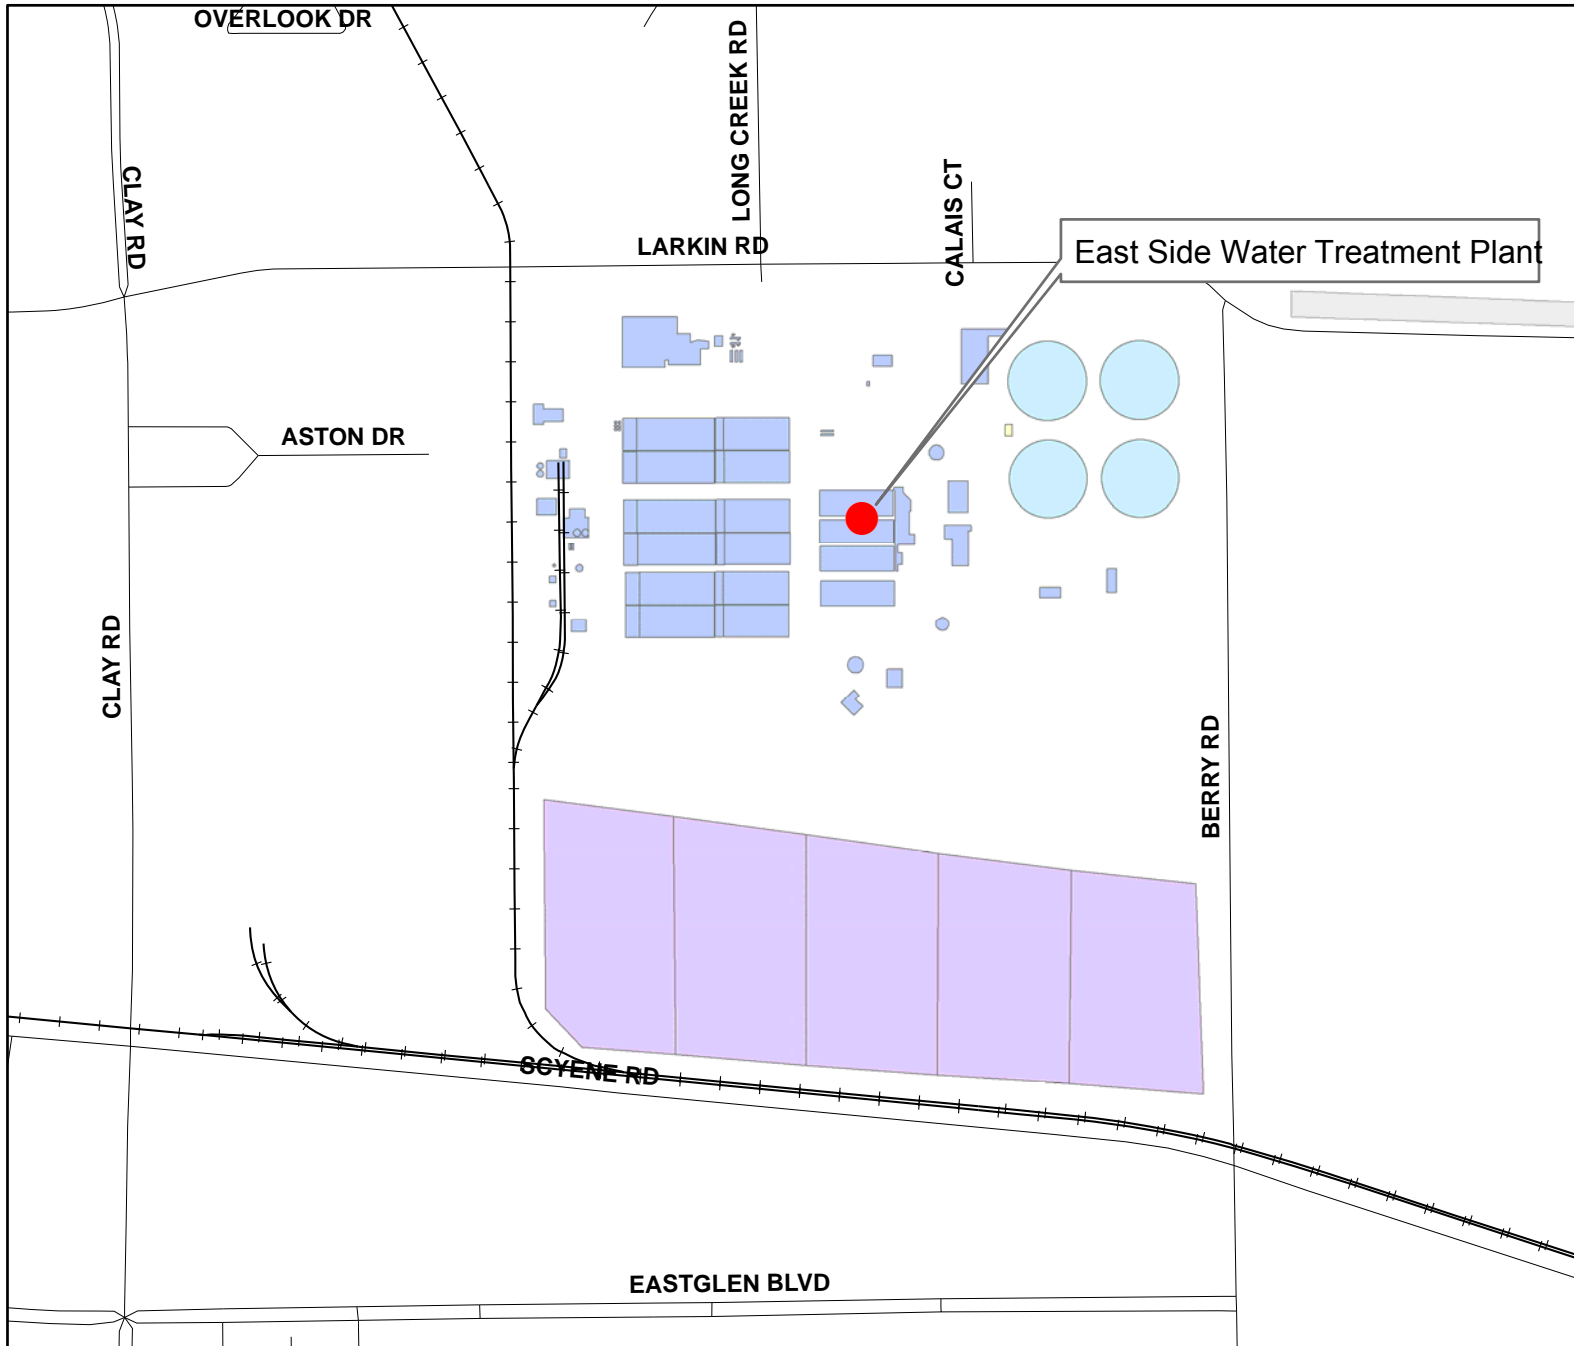 OVERLOOK DR
LONG CREEK RD
CLAY RD
CALAIS CT
LARKIN RD
East Side Water Treatment Plant
ASTON DR
CLAY RD
BERRY RD
SCYENE RD
EASTGLEN BLVD